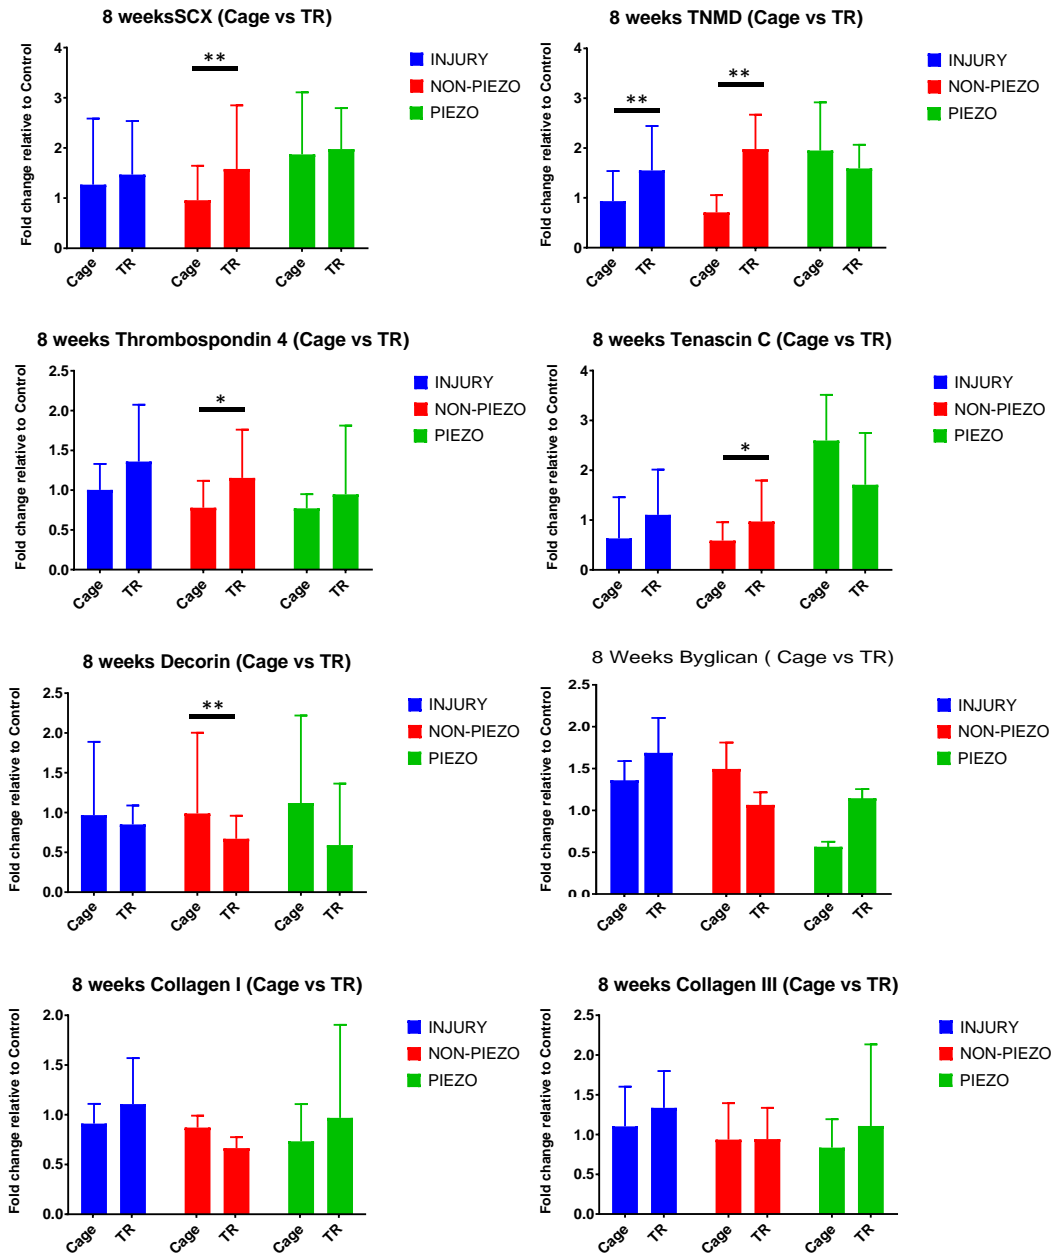 8 weeksSCX (Cage vs TR)
Fold change relative to Control
4
3
2
1
0
**
Cage
TR
Cage
TR
Cage
TR
INJURY
NON-PIEZO
PIEZO
8 weeks TNMD (Cage vs TR)
Fold change relative to Control
4
3
2
1
0
**
**
Cage
TR
Cage
TR
Cage
TR
INJURY
NON-PIEZO
PIEZO
8 weeks Thrombospondin 4 (Cage vs TR)
Fold change relative to Control
2.5
2.0
1.5
1.0
0.5
0.0
*
Cage
TR
Cage
TR
Cage
TR
INJURY
NON-PIEZO
PIEZO
8 weeks Tenascin C (Cage vs TR)
Fold change relative to Control
4
3
2
1
0
*
Cage
TR
Cage
TR
Cage
TR
INJURY
NON-PIEZO
PIEZO
8 weeks Decorin (Cage vs TR)
Fold change relative to Control
2.5
2.0
1.5
1.0
0.5
0.0
**
Cage
TR
Cage
TR
Cage
TR
INJURY
NON-PIEZO
PIEZO
8 Weeks Byglican ( Cage vs TR)
Fold change relative to Control
2.5
2.0
1.5
1.0
0.5
0.0
Cage
TR
Cage
TR
Cage
TR
INJURY
NON-PIEZO
PIEZO
8 weeks Collagen I (Cage vs TR)
Fold change relative to Control
2.0
1.5
1.0
0.5
0.0
Cage
TR
Cage
TR
Cage
TR
INJURY
NON-PIEZO
PIEZO
8 weeks Collagen III (Cage vs TR)
Fold change relative to Control
2.5
2.0
1.5
1.0
0.5
0.0
Cage
TR
Cage
TR
Cage
TR
INJURY
NON-PIEZO
PIEZO